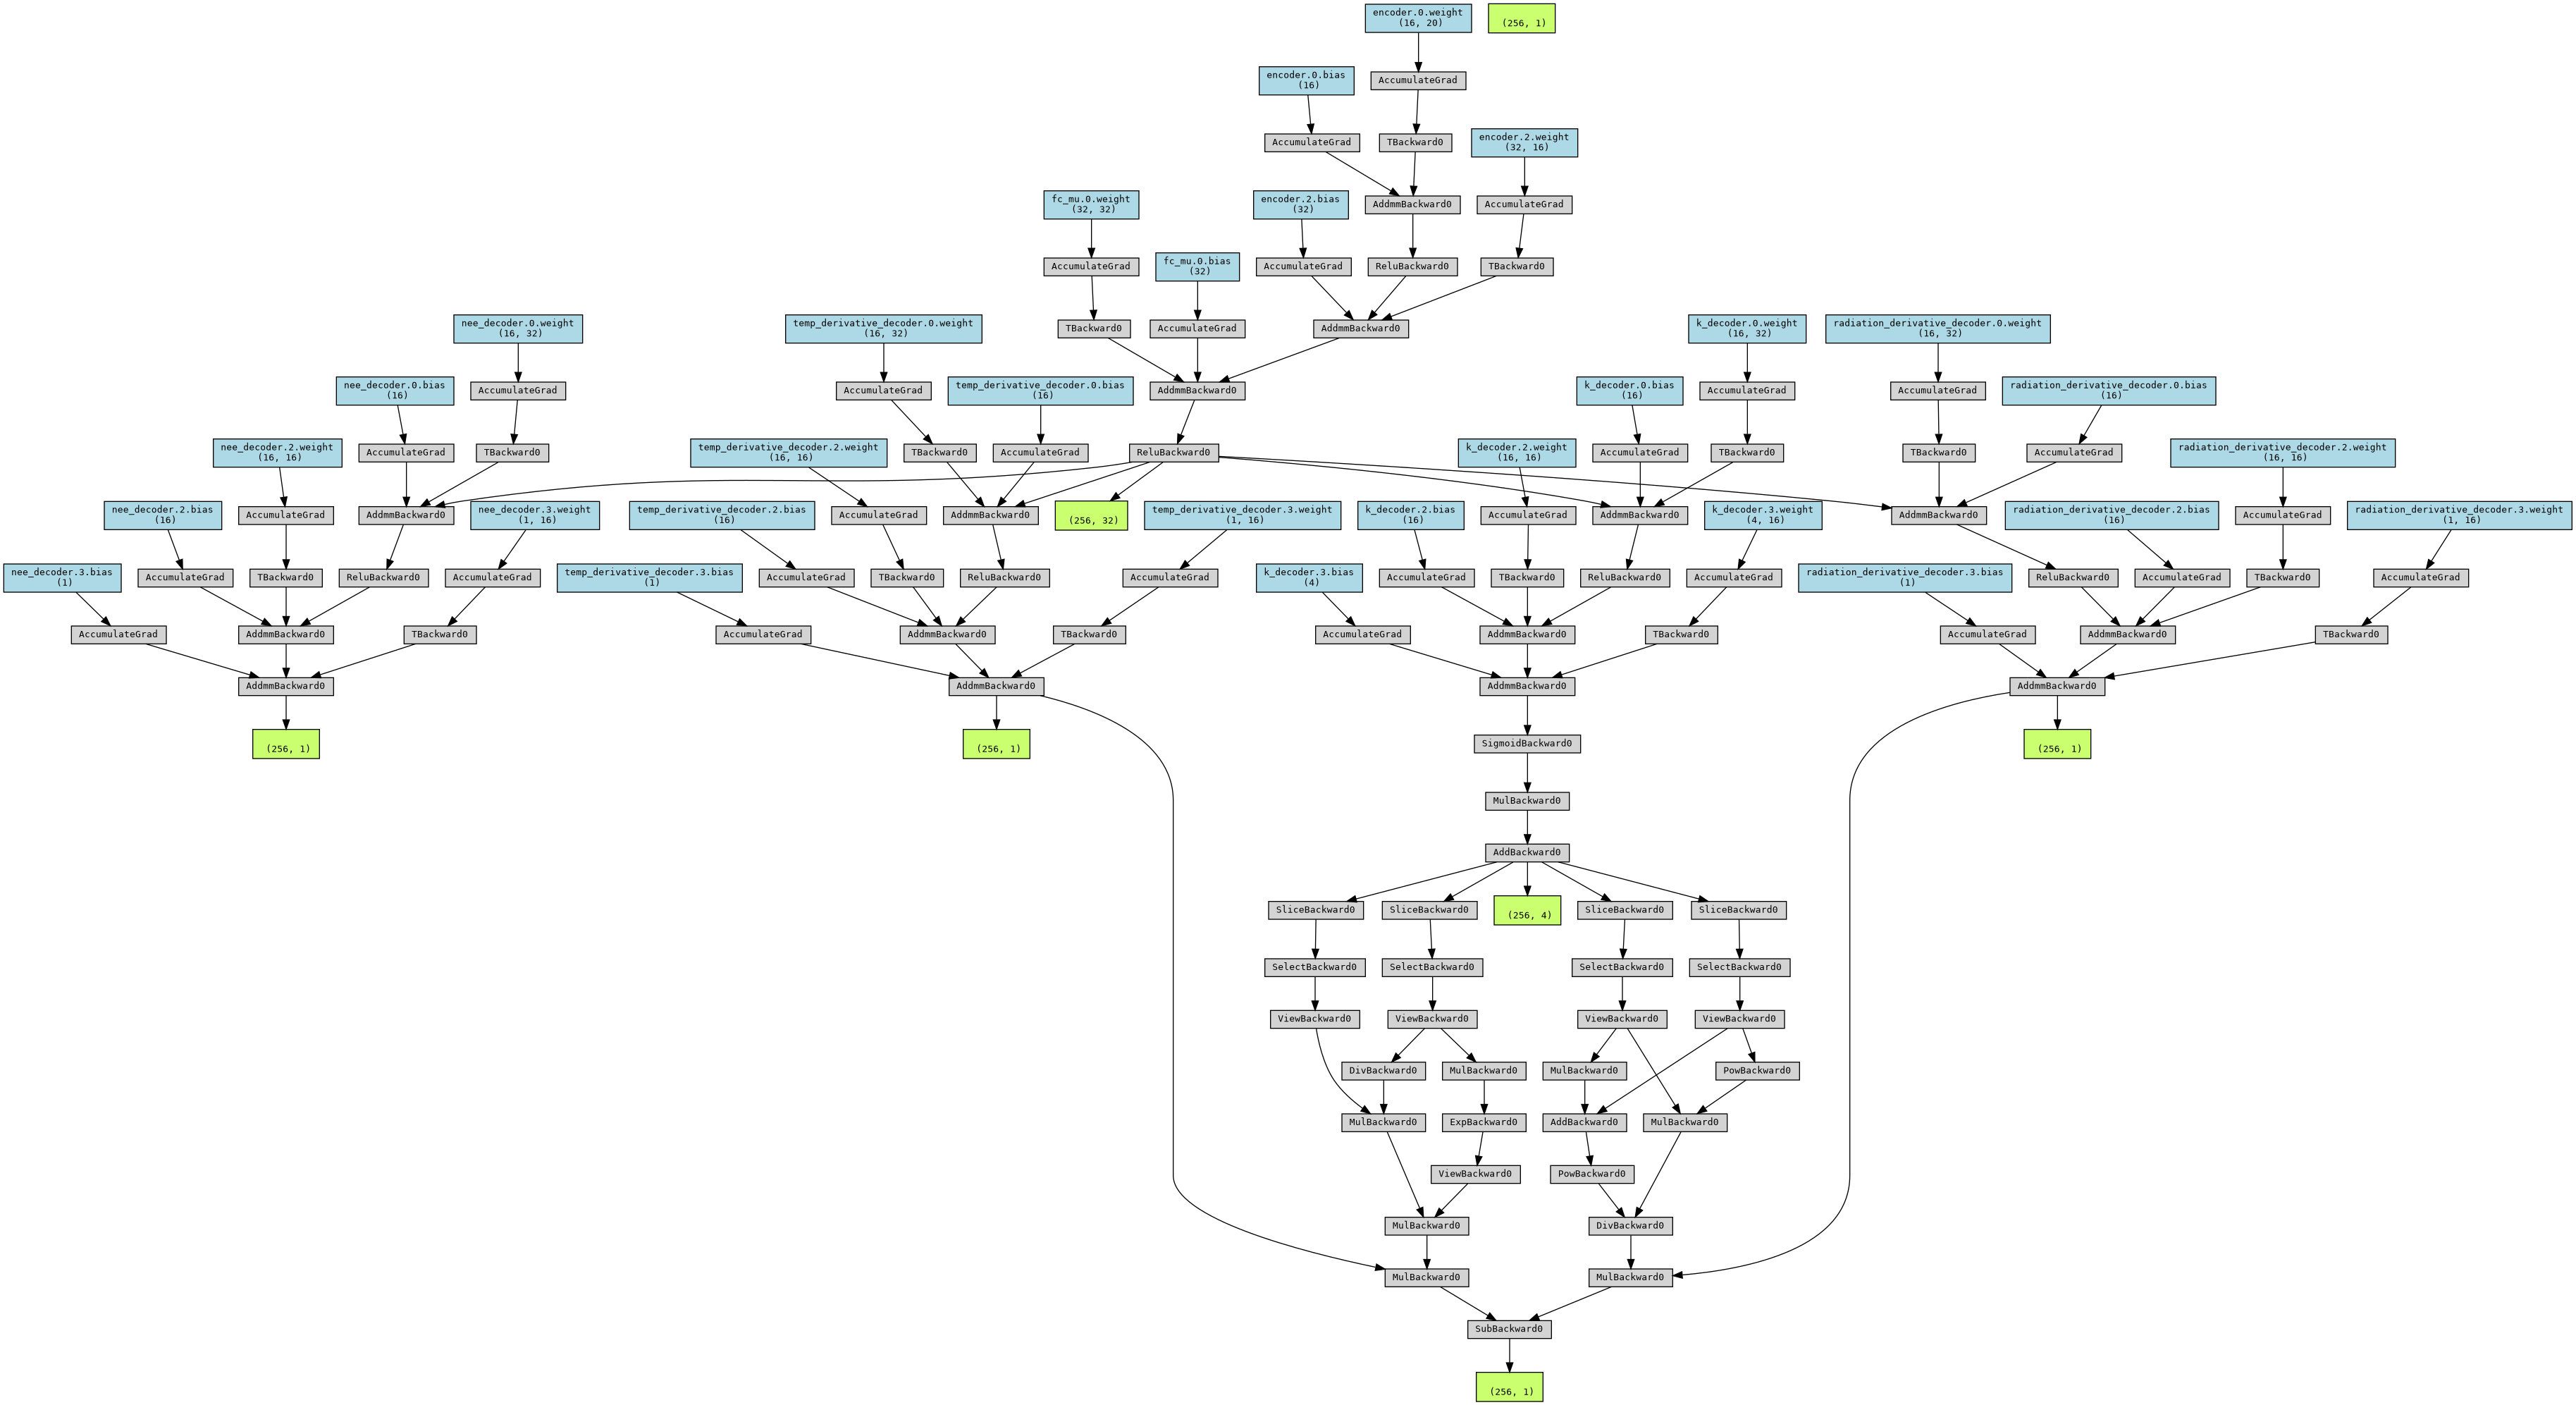 encoder.0.weight
(16, 20)
(256, 1)
encoder.0.bias
(16)
AccumulateGrad
AccumulateGrad
TBackward0
encoder.2.weight
(32, 16)
fc_mu.0.weight
(32, 32)
encoder.2.bias
(32)
AddmmBackward0
AccumulateGrad
AccumulateGrad
fc_mu.0.bias
(32)
AccumulateGrad
ReluBackward0
TBackward0
nee_decoder.0.weight
(16, 32)
temp_derivative_decoder.0.weight
(16, 32)
TBackward0
AccumulateGrad
AddmmBackward0
k_decoder.0.weight
(16, 32)
radiation_derivative_decoder.0.weight
(16, 32)
nee_decoder.0.bias
(16)
AccumulateGrad
AccumulateGrad
temp_derivative_decoder.0.bias
(16)
AddmmBackward0
k_decoder.0.bias
(16)
AccumulateGrad
AccumulateGrad
radiation_derivative_decoder.0.bias
(16)
nee_decoder.2.weight
(16, 16)
AccumulateGrad
TBackward0
temp_derivative_decoder.2.weight
(16, 16)
TBackward0
AccumulateGrad
ReluBackward0
k_decoder.2.weight
(16, 16)
AccumulateGrad
TBackward0
TBackward0
AccumulateGrad
radiation_derivative_decoder.2.weight
(16, 16)
nee_decoder.2.bias
(16)
AccumulateGrad
AddmmBackward0
nee_decoder.3.weight
(1, 16)
temp_derivative_decoder.2.bias
(16)
AccumulateGrad
AddmmBackward0
(256, 32)
temp_derivative_decoder.3.weight
(1, 16)
k_decoder.2.bias
(16)
AccumulateGrad
AddmmBackward0
k_decoder.3.weight
(4, 16)
AddmmBackward0
radiation_derivative_decoder.2.bias
(16)
AccumulateGrad
radiation_derivative_decoder.3.weight
(1, 16)
nee_decoder.3.bias
(1)
AccumulateGrad
TBackward0
ReluBackward0
AccumulateGrad
temp_derivative_decoder.3.bias
(1)
AccumulateGrad
TBackward0
ReluBackward0
AccumulateGrad
k_decoder.3.bias
(4)
AccumulateGrad
TBackward0
ReluBackward0
AccumulateGrad
radiation_derivative_decoder.3.bias
(1)
ReluBackward0
AccumulateGrad
TBackward0
AccumulateGrad
AccumulateGrad
AddmmBackward0
TBackward0
AccumulateGrad
AddmmBackward0
TBackward0
AccumulateGrad
AddmmBackward0
TBackward0
AccumulateGrad
AddmmBackward0
TBackward0
AddmmBackward0
AddmmBackward0
AddmmBackward0
AddmmBackward0
(256, 1)
(256, 1)
SigmoidBackward0
(256, 1)
MulBackward0
AddBackward0
SliceBackward0
SliceBackward0
(256, 4)
SliceBackward0
SliceBackward0
SelectBackward0
SelectBackward0
SelectBackward0
SelectBackward0
ViewBackward0
ViewBackward0
ViewBackward0
ViewBackward0
DivBackward0
MulBackward0
MulBackward0
PowBackward0
MulBackward0
ExpBackward0
AddBackward0
MulBackward0
ViewBackward0
PowBackward0
MulBackward0
DivBackward0
MulBackward0
MulBackward0
SubBackward0
(256, 1)